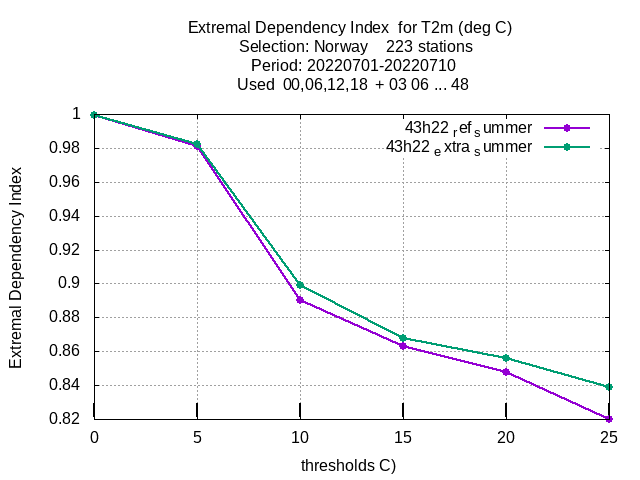 Extremal Dependency Index  for T2m (deg C)
Selection: Norway    223 stations
Period: 20220701-20220710
Used  00,06,12,18  + 03 06 ... 48
43h22 ref summer
43h22 extra summer
Extremal Dependency Index
1
0.98
0.96
0.94
0.92
0.9
0.88
0.86
0.84
0.82
0 5 10 15 20 25
thresholds C)